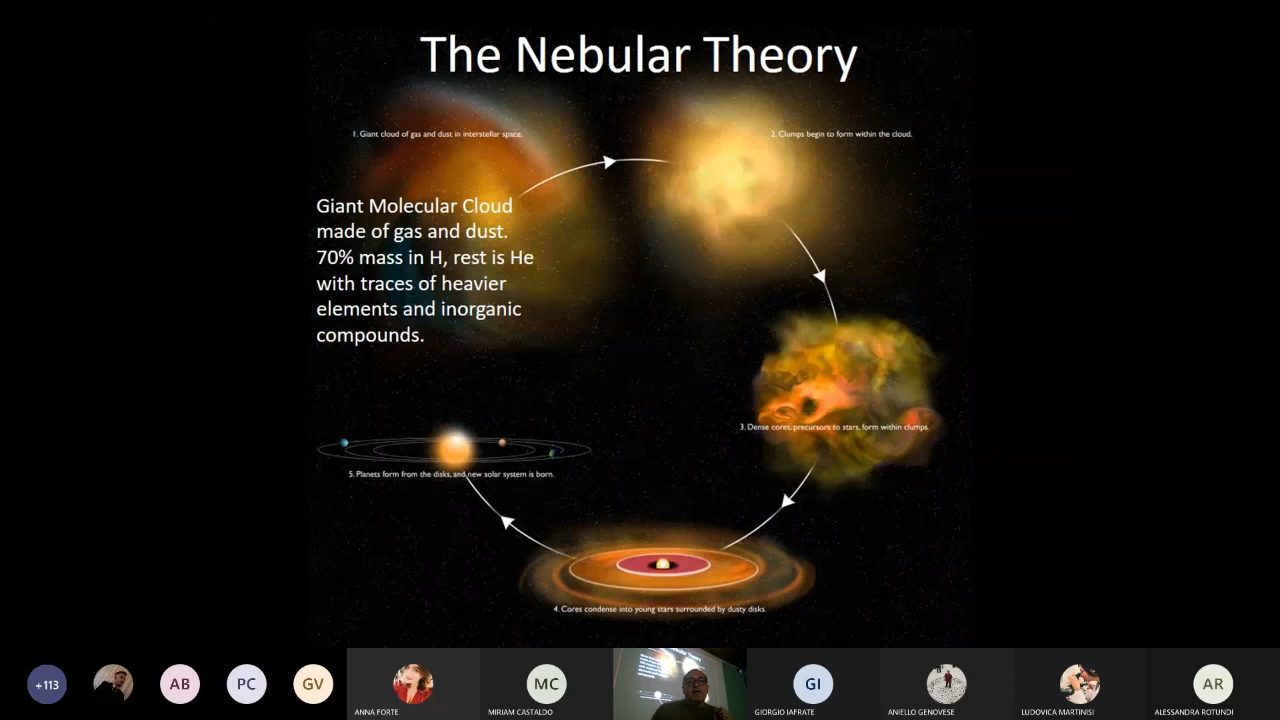 The Nebular Theory
1. Giant cloud of gas and dust in interstellar space.
2. Clumps begin to form within the cloud.
Giant Molecular Cloud
made of gas and dust.
70% mass in H, rest is He
with traces of heavier
elements and inorganic
compounds.
3. Dense cores, precursors to stars, form within clumps.
5. Planets form from the disks, and new solar system is born.
4. Cores condense into young stars surrounded by dusty disks.
+113
AB
PC
GV
ANNA FORTE
MC
MIRIAM CASTALDO
GI
GIORGIO IAFRATE
ANIELLO GENOVESE
LUDOVICA MARTINISI
AR
ALESSANDRA ROTUNDI